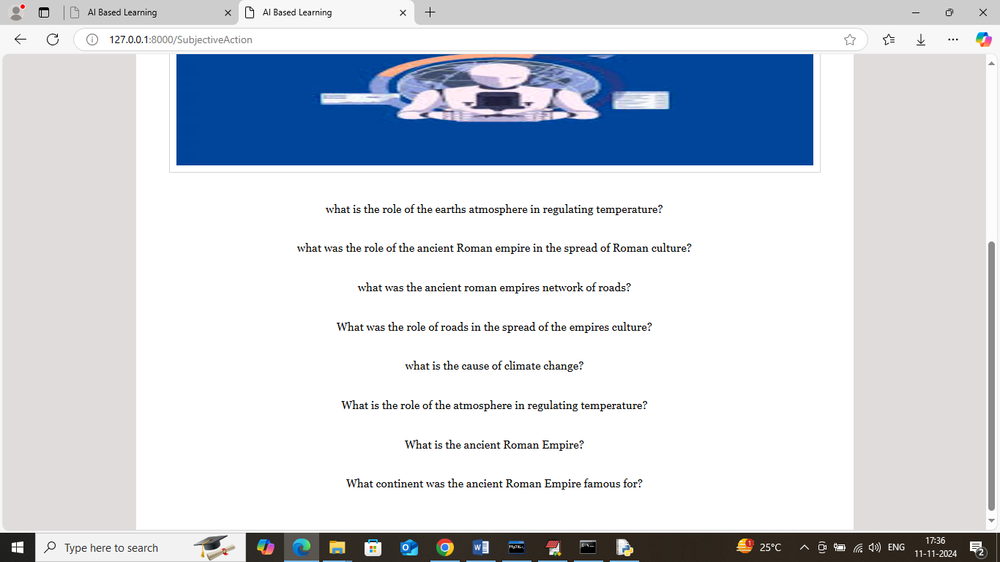 AI Based Learning
AI Based Learning
127.0.0.1:8000/SubjectiveAction
what is the role of the earths atmosphere in regulating temperature?
what was the role of the ancient Roman empire in the spread of Roman culture?
what was the ancient roman empires network of roads?
What was the role of roads in the spread of the empires culture?
what is the cause of climate change?
What is the role of the atmosphere in regulating temperature?
What is the ancient Roman Empire?
What continent was the ancient Roman Empire famous for?
Type here to search
1
25°C
ENG
17:36
11-11-2024
2